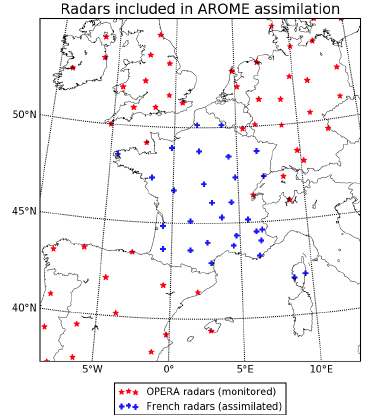 Radars included in AROME assimilation
50°N
45°N
40°N
5°W
0°
5°E
10°E
OPERA radars (monitored)
French radars (assimilated)